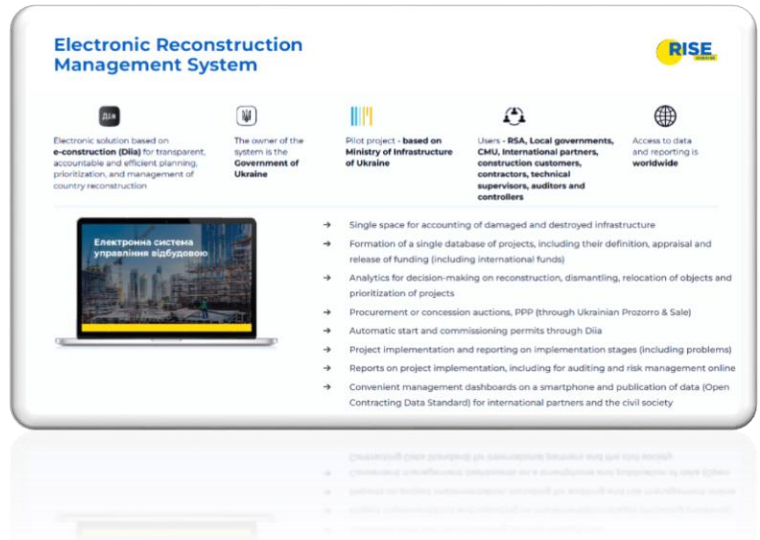 Electronic Reconstruction
Management System
RISE
UKRAINE
Дія
Electronic solution based on
e-construction (Diia) for transparent,
accountable and efficient planning,
prioritization, and management of
country reconstruction
The owner of the
system is the
Government of
Ukraine
Pilot project - based on
Ministry of Infrastructure
of Ukraine
Users - RSA, Local governments,
CMU, International partners,
construction customers,
contractors, technical
supervisors, auditors and
controllers
Access to data
and reporting is
worldwide
Електронна система
управління відбудовою
→ Single space for accounting of damaged and destroyed infrastructure
→ Formation of a single database of projects, including their definition, appraisal and
release of funding (including international funds)
→ Analytics for decision-making on reconstruction, dismantling, relocation of objects and
prioritization of projects
→ Procurement or concession auctions, PPP (through Ukrainian Prozorro & Sale)
→ Automatic start and commissioning permits through Diia
→ Project implementation and reporting on implementation stages (including problems)
→ Reports on project implementation, including for auditing and risk management online
→ Convenient management dashboards on a smartphone and publication of data (Open
Contracting Data Standard) for international partners and the civil society